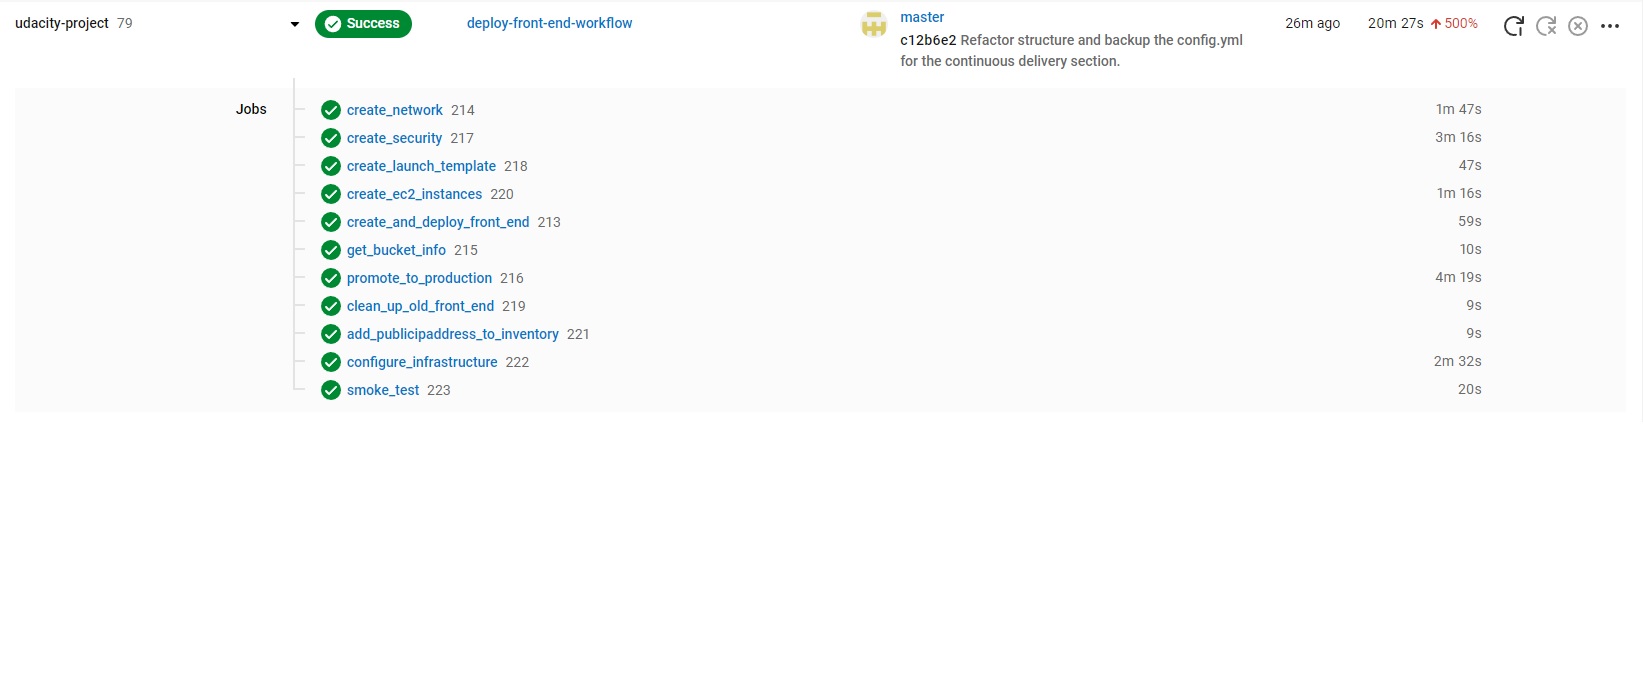 udacity-project 79 Success deploy-front-end-workflow master 26m ago 20m 27s 500%
c12b6e2 Refactor structure and backup the config.yml
for the continuous delivery section.
Jobs create_network 214 1m 47s
create_security 217 3m 16s
create_launch_template 218 47s
create_ec2_instances 220 1m 16s
create_and_deploy_front_end 213 59s
get_bucket_info 215 10s
promote_to_production 216 4m 19s
clean_up_old_front_end 219 9s
add_publicipaddress_to_inventory 221 9s
configure_infrastructure 222 2m 32s
smoke_test 223 20s